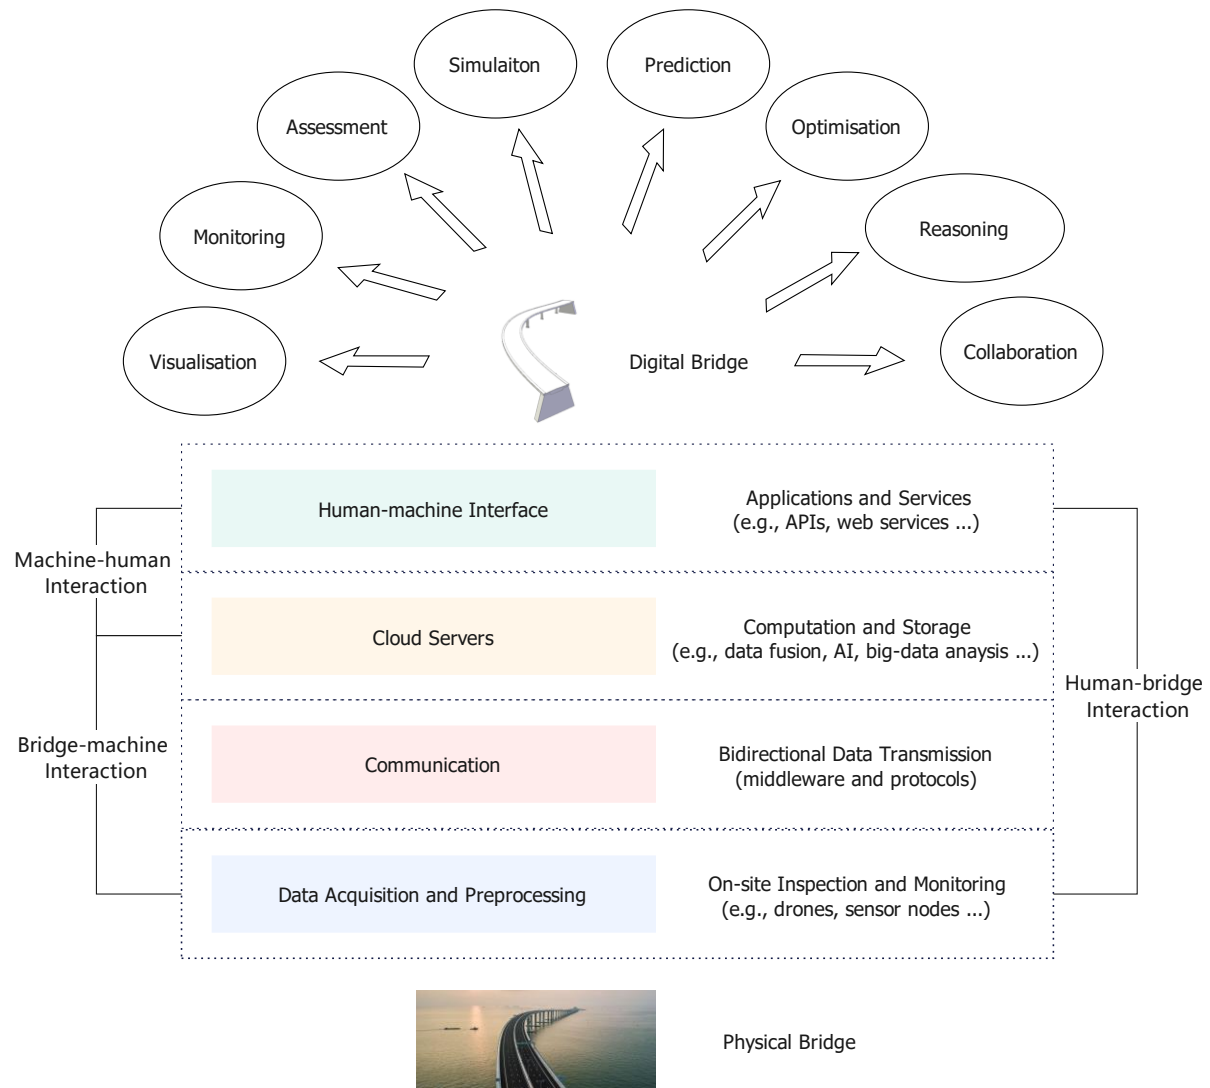 Simulaiton
Prediction
Assessment
Optimisation
Monitoring
Reasoning
Visualisation
Digital Bridge
Collaboration
Human-machine Interface
Applications and Services
(e.g., APIs, web services ...)
Machine-human
Interaction
Cloud Servers
Computation and Storage
(e.g., data fusion, AI, big-data anaysis ...)
Human-bridge
Interaction
Bridge-machine
Interaction
Communication
Bidirectional Data Transmission
(middleware and protocols)
Data Acquisition and Preprocessing
On-site Inspection and Monitoring
(e.g., drones, sensor nodes ...)
Physical Bridge